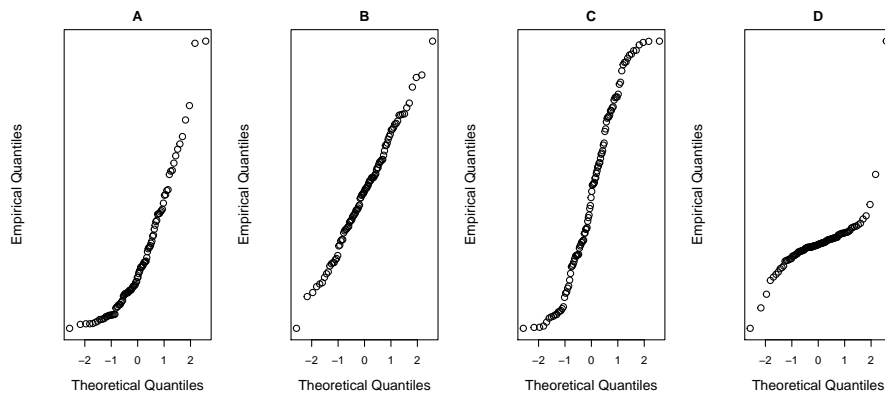 A B C D
Empirical Quantiles Empirical Quantiles Empirical Quantiles Empirical Quantiles
−2 −1 0 1 2 −2 −1 0 1 2 −2 −1 0 1 2 −2 −1 0 1 2
Theoretical Quantiles Theoretical Quantiles Theoretical Quantiles Theoretical Quantiles